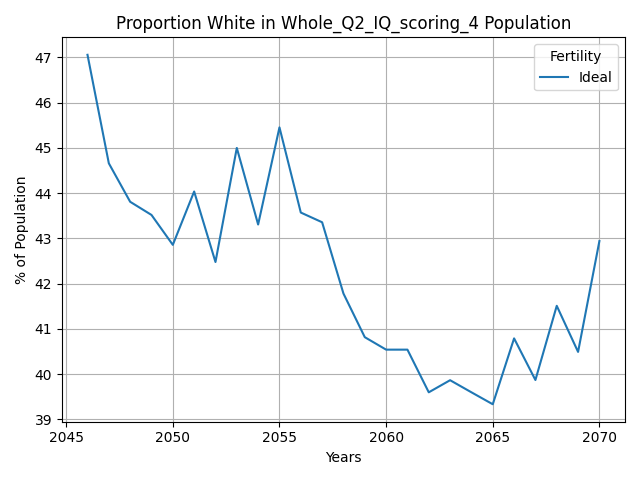 Proportion White in Whole_Q2_IQ_scoring_4 Population
Fertility
Ideal
47
46
45
44
43
42
41
40
39
% of Population
2045 2050 2055 2060 2065 2070
Years